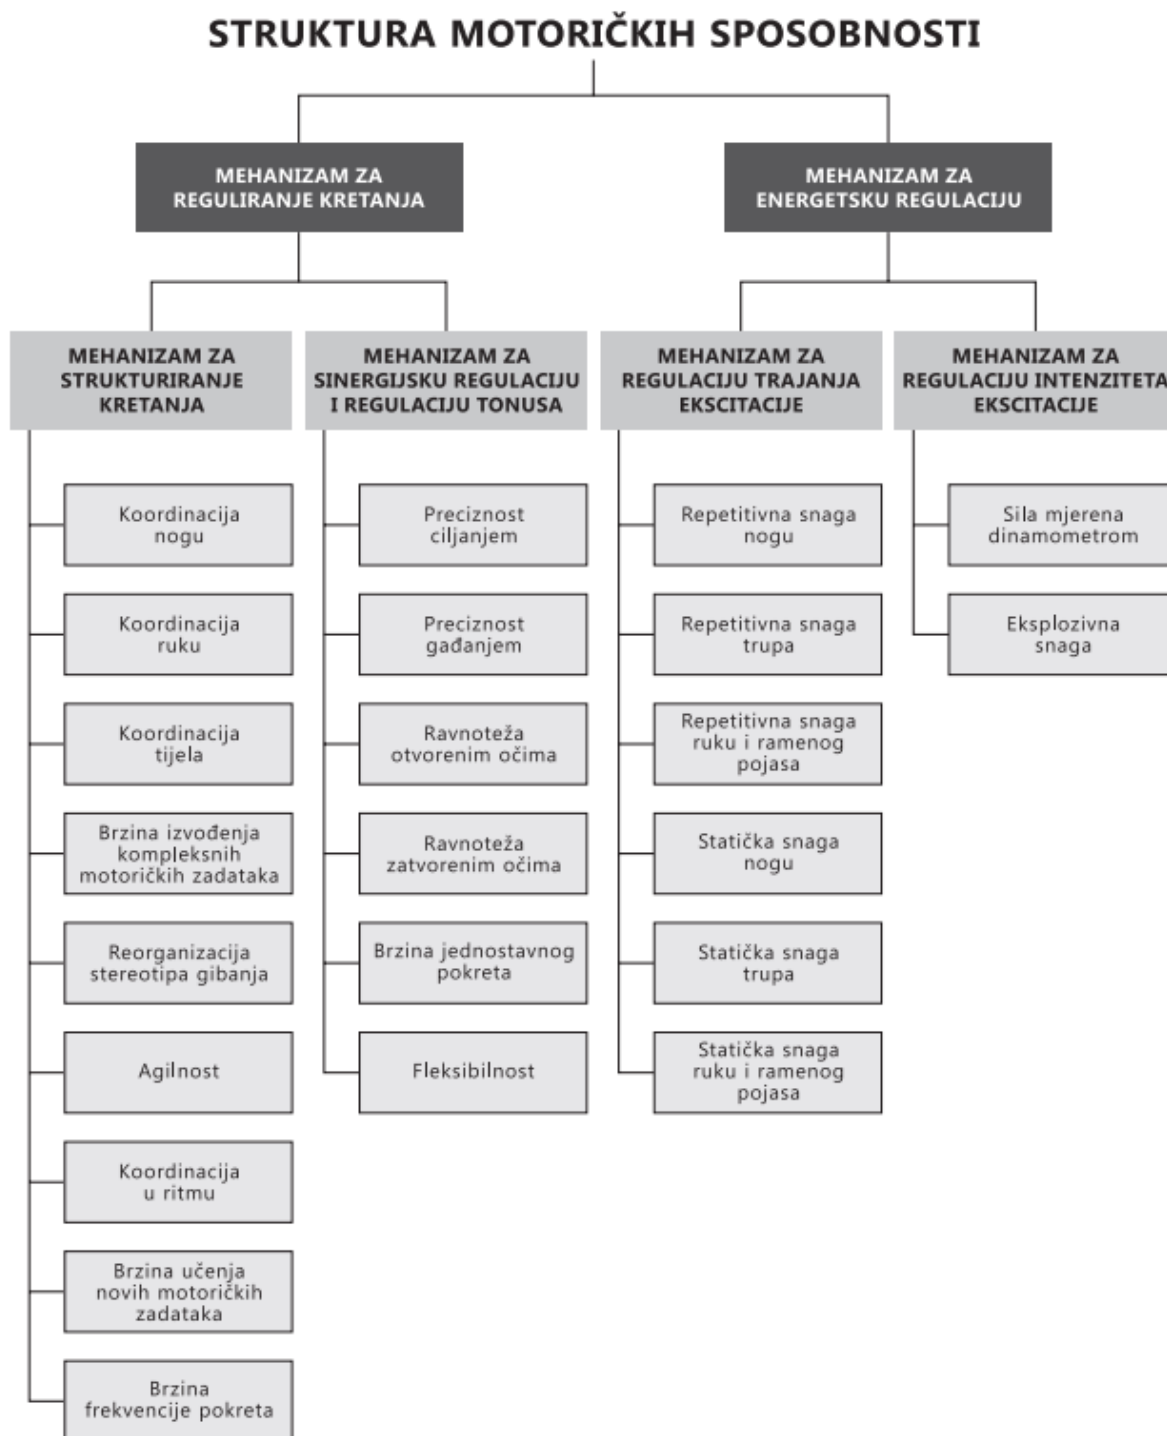 STRUKTURA MOTORIČKIH SPOSOBNOSTI
MEHANIZAM ZA
REGULIRANJE KRETANJA
MEHANIZAM ZA
ENERGETSKU REGULACIJU
MEHANIZAM ZA
STRUKTURIRANJE
KRETANJA
MEHANIZAM ZA
SINERGIJSKU REGULACIJU
I REGULACIJU TONUSA
MEHANIZAM ZA
REGULACIJU TRAJANJA
EKSCITACIJE
MEHANIZAM ZA
REGULACIJU INTENZITETA
EKSCITACIJE
Koordinacija
nogu
Koordinacija
ruku
Koordinacija
tijela
Brzina izvođenja
kompleksnih
motoričkih zadataka
Reorganizacija
stereotipa gibanja
Agilnost
Koordinacija
u ritmu
Brzina učenja
novih motoričkih
zadataka
Brzina
frekvencije pokreta
Preciznost
ciljanjem
Preciznost
gađanjem
Ravnoteža
otvorenim očima
Ravnoteža
zatvorenim očima
Brzina jednostavnog
pokreta
Fleksibilnost
Repetitivna snaga
nogu
Repetitivna snaga
trupa
Repetitivna snaga
ruku i ramenog
pojasa
Statička snaga
nogu
Statička snaga
trupa
Statička snaga
ruku i ramenog
pojasa
Sila mjerena
dinamometrom
Eksplozivna
snaga